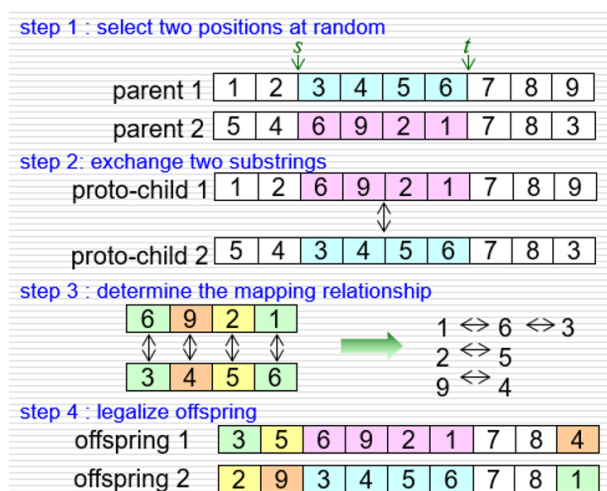 step 1 : select two positions at random
s t
parent 1 1 2 3 4 5 6 7 8 9
parent 2 5 4 6 9 2 1 7 8 3
step 2: exchange two substrings
proto-child 1 1 2 6 9 2 1 7 8 9
proto-child 2 5 4 3 4 5 6 7 8 3
step 3 : determine the mapping relationship
6 9 2 1
1 ↔ 6 ↔ 3
2 ↔ 5
3 4 5 6
9 ↔ 4
step 4 : legalize offspring
offspring 1 3 5 6 9 2 1 7 8 4
offspring 2 2 9 3 4 5 6 7 8 1